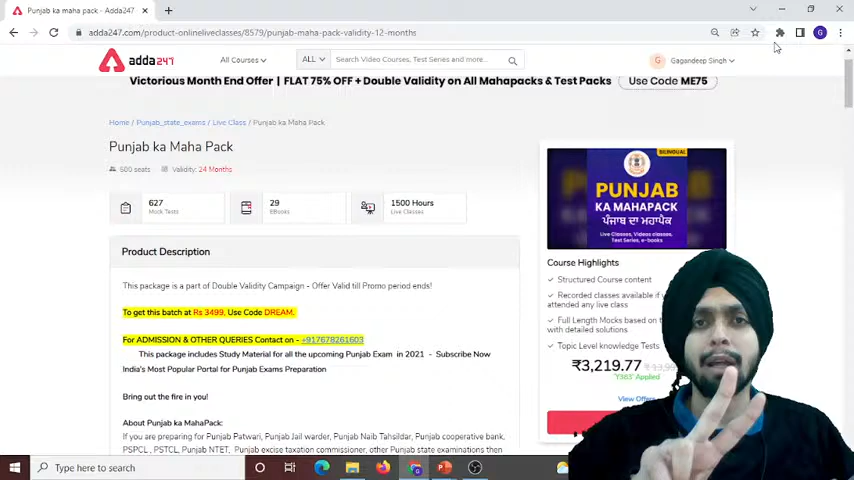 Punjab ka maha pack - Adda247
adda247.com/product-onlineliveclasses/8579/punjab-maha-pack-validity-12-months
adda247
All Courses
ALL
Search Video Courses, Test Series and more...
Gagandeep Singh
G
Victorious Month End Offer | FLAT 75% OFF + Double Validity on All Mahapacks & Test Packs
Use Code ME75
Home / Punjab_state_exams / Live Class / Punjab Ka Maha Pack
Punjab Ka Maha Pack
500 seats
Validity: 24 Months
627
Mock Tests
29
EBooks
1500 Hours
Live Classes
BILINGUAL
PUNJAB
KA MAHAPACK
ਪੰਜਾਬ ਦਾ ਮਹਾਪੈਕ
Live Classes, Videos classes,
Test Series, e-books
Product Description
This package is a part of Double Validity Campaign - Offer Valid till Promo period ends!
To get this batch at Rs 3499, Use Code DREAM.
For ADMISSION & OTHER QUERIES Contact on - +917678261603
This package includes Study Material for all the upcoming Punjab Exam in 2021 - Subscribe Now
India's Most Popular Portal for Punjab Exams Preparation
Bring out the fire in you!
About Punjab ka MahaPack:
If you are preparing for Punjab Patwari, Punjab Jail warder, Punjab Naib Tahsildar, Punjab cooperative bank,
PSPCL , PSTCL, Punjab NTET, Punjab excise taxation commissioner, other Punjab state examinations then
Course Highlights
Structured Course content
Recorded classes available if
attended any live class
Full Length Mocks based on
with detailed solutions.
Topic Level knowledge Tests
₹3,219.77
"Y383" Applied
View Offers
Type here to search